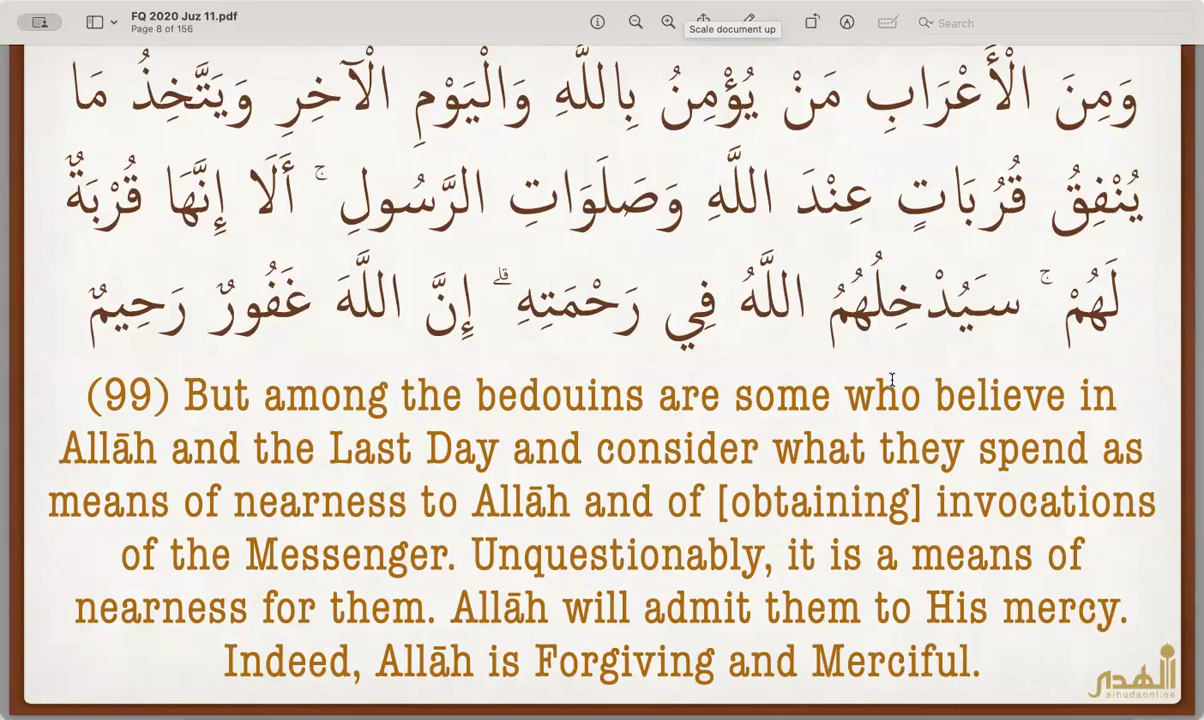 FQ 2020 Juz 11.pdf
Page 8 of 156
Search
Scale document up
وَمِنَ الْأَعْرَابِ مَنْ يُؤْمِنُ بِاللَّهِ وَالْيَوْمِ الْآخِرِ وَيَتَّخِذُ مَا
يُنْفِقُ قُرُبَاتٍ عِنْدَ اللَّهِ وَصَلَوَاتِ الرَّسُولِ ۚ أَلَا إِنَّهَا قُرْبَةٌ
لَهُمْ ۚ سَيُدْخِلُهُمُ اللَّهُ فِي رَحْمَتِهِ ۗ إِنَّ اللَّهَ غَفُورٌ رَحِيمٌ
(99) But among the bedouins are some who believe in
Allāh and the Last Day and consider what they spend as
means of nearness to Allāh and of [obtaining] invocations
of the Messenger. Unquestionably, it is a means of
nearness for them. Allāh will admit them to His mercy.
Indeed, Allāh is Forgiving and Merciful.
الهدى
alhudaonline